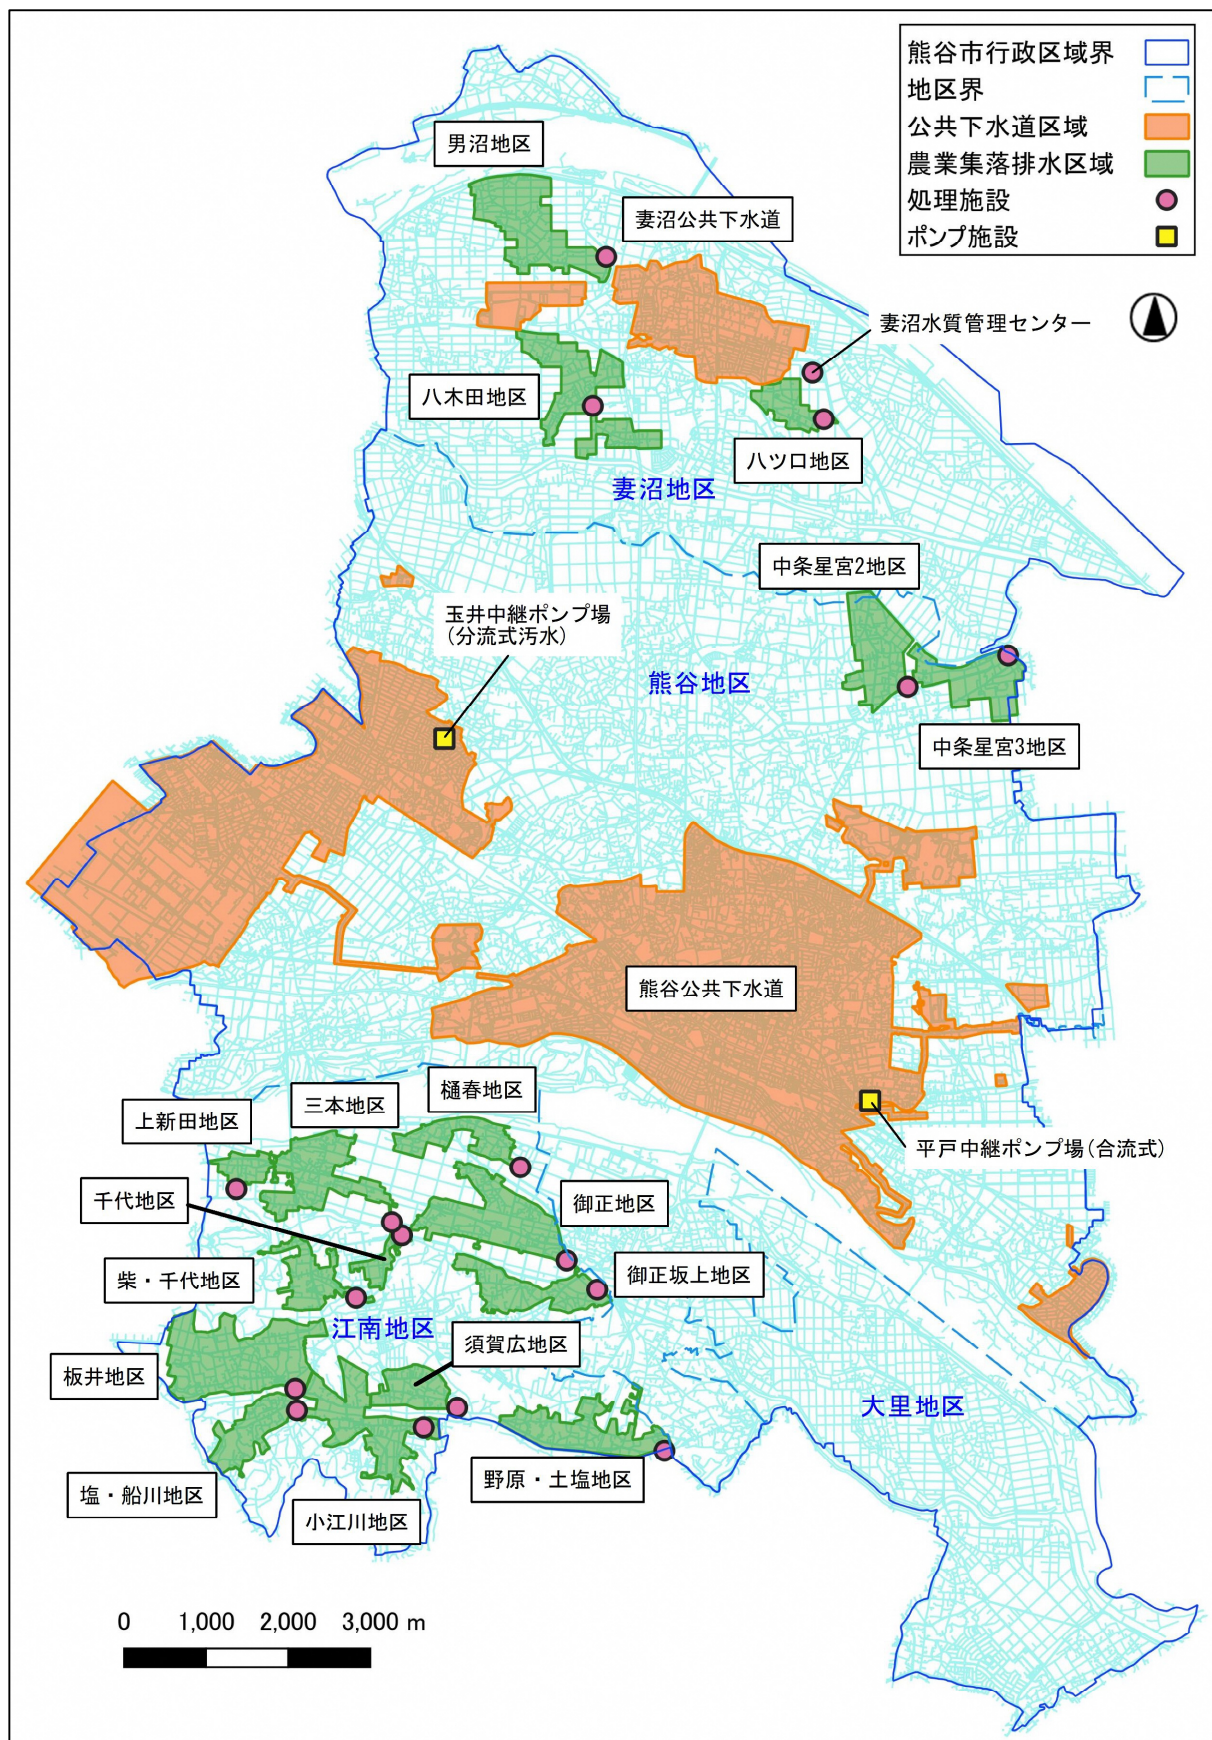 熊谷市行政区域界
地区界
公共下水道区域
農業集落排水区域
処理施設
ポンプ施設
男沼地区
妻沼公共下水道
妻沼水質管理センター
八木田地区
八ツ口地区
妻沼地区
中条星宮2地区
玉井中継ポンプ場
(分流式汚水)
熊谷地区
中条星宮3地区
熊谷公共下水道
樋春地区
三本地区
上新田地区
平戸中継ポンプ場(合流式)
千代地区
御正地区
柴・千代地区
御正坂上地区
江南地区
須賀広地区
板井地区
大里地区
野原・土塩地区
塩・船川地区
小江川地区
0 1,000 2,000 3,000 m